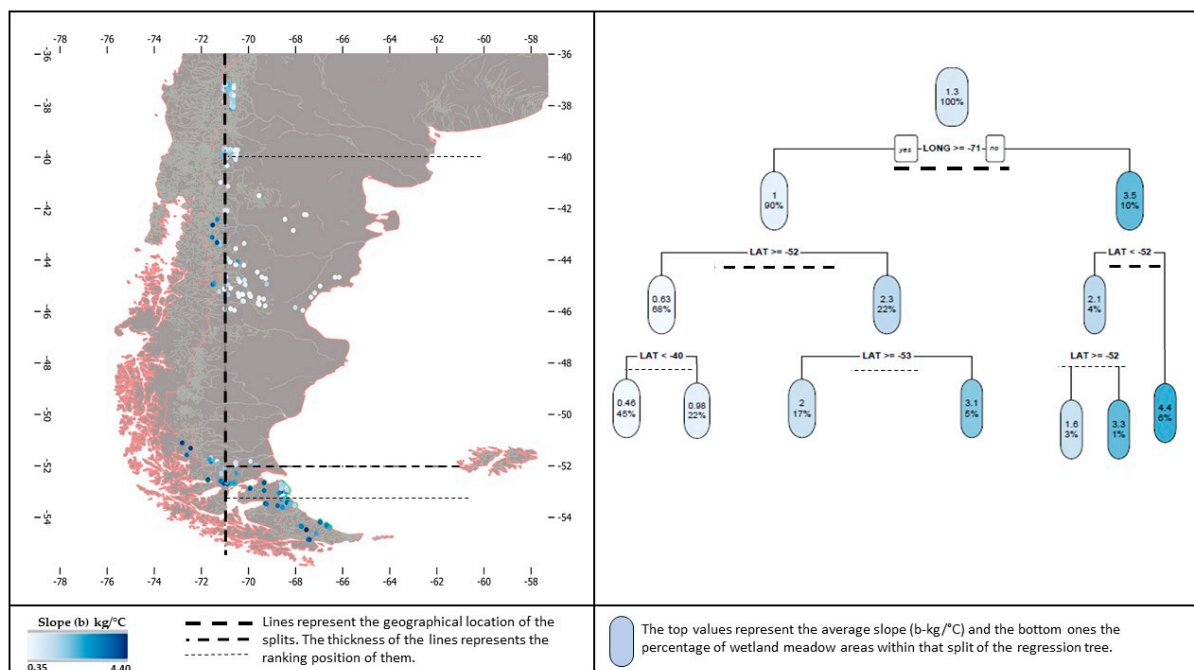 -78 -76 -74 -72 -70 -68 -66 -64 -62 -60 -58
-36 -36
-38 -38
-40 -40
-42 -42
-44 -44
-46 -46
-48 -48
-50 -50
-52 -52
-54 -54
-78 -76 -74 -72 -70 -68 -66 -64 -62 -60 -58
1.3
100%
yes LONG >= -71 no
1
90%
3.5
10%
LAT >= -52
LAT < -52
0.63
68%
2.3
22%
2.1
4%
LAT < -40
LAT >= -53
LAT >= -52
0.46
45%
0.98
22%
2
17%
3.1
5%
1.6
3%
3.3
1%
4.4
6%
Slope (b) kg/°C
0.35 4.40
Lines represent the geographical location of the
splits. The thickness of the lines represents the
ranking position of them.
The top values represent the average slope (b-kg/°C) and the bottom ones the
percentage of wetland meadow areas within that split of the regression tree.